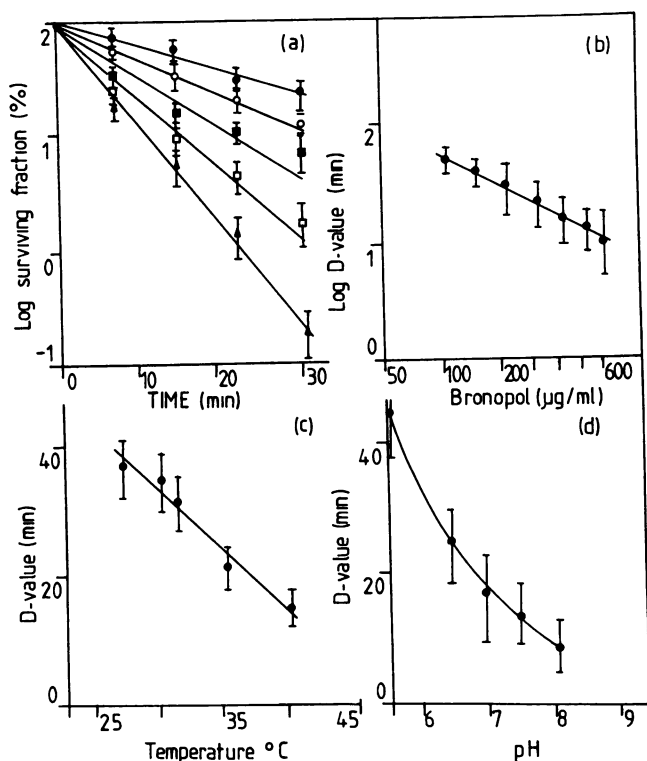 (a)
Log surviving fraction (%)
2
1
0
-1
0 10 20 30
TIME (min)
(b)
Log D-value (min)
2
1
0
50 100 200 600
Bronopol (µg/ml)
(c)
D-value (min)
40
20
0
25 35 45
Temperature °C
(d)
D-value (min)
40
20
0
6 7 8 9
pH